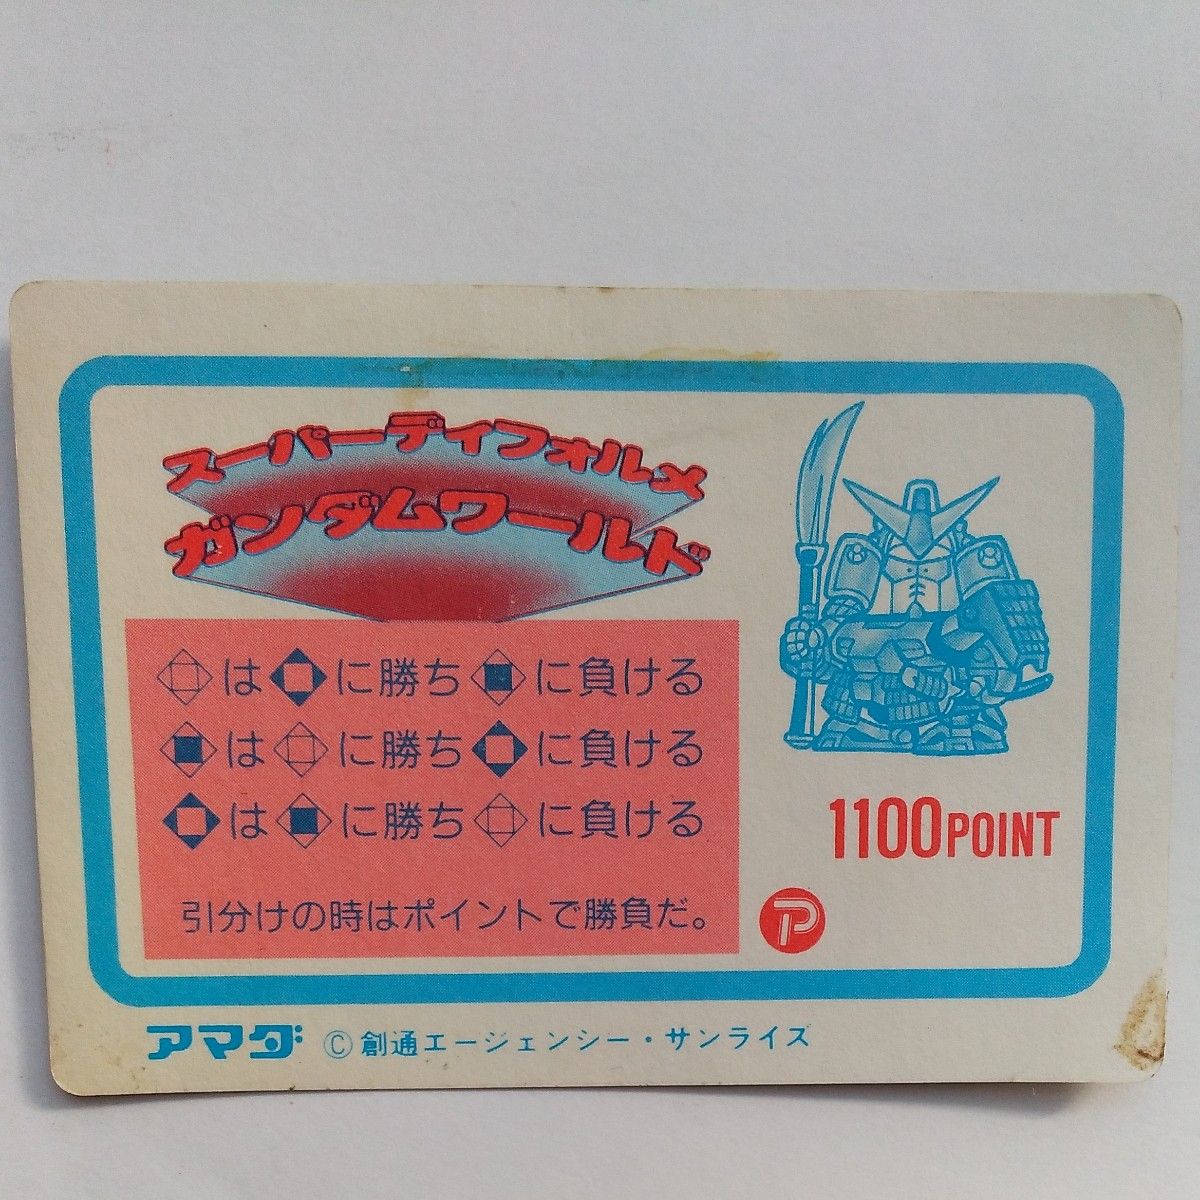 スーパーディフォルメ
ガンダムワールド
は に勝ち に負ける
は に勝ち に負ける
は に勝ち に負ける
引分けの時はポイントで勝負だ。
1100POINT
P
アマダ ©創通エージェンシー・サンライズ